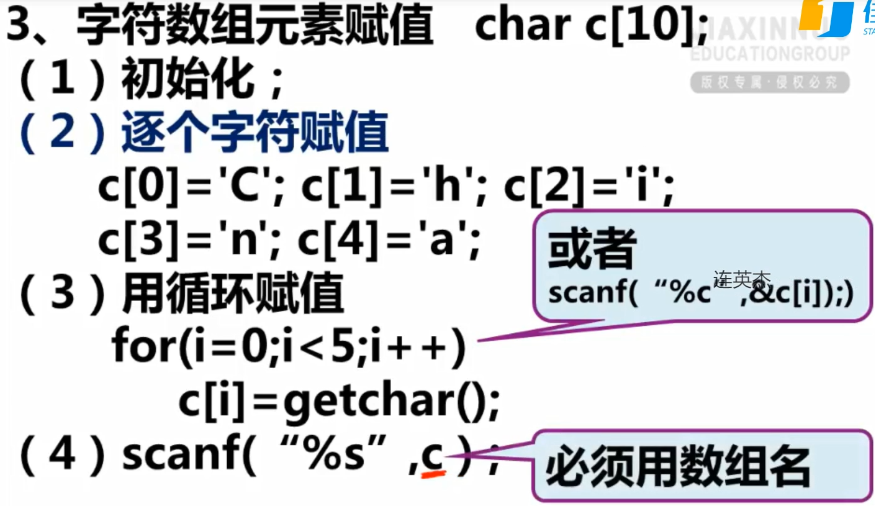 3、字符数组元素赋值 char c[10];
JIAXINNUO
EDUCATIONGROUP
版权专属·侵权必究
佳
STA
（1）初始化；
（2）逐个字符赋值
c[0]='C'; c[1]='h'; c[2]='i';
c[3]='n'; c[4]='a';
或者
scanf(“%c”,&c[i]);)
连英杰
（3）用循环赋值
for(i=0;i<5;i++)
c[i]=getchar();
（4）scanf(“%s”,c）;
必须用数组名